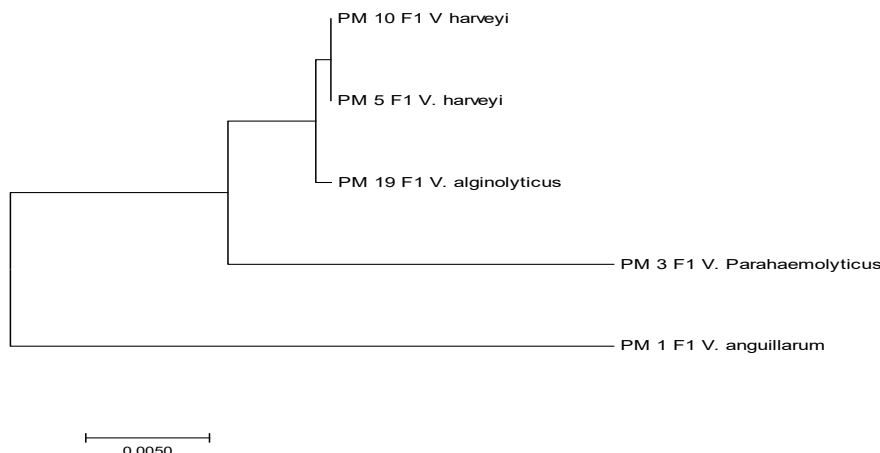 PM 10 F1 V harveyi
PM 5 F1 V. harveyi
PM 19 F1 V. alginolyticus
PM 3 F1 V. Parahaemolyticus
PM 1 F1 V. anguillarum
0.0050